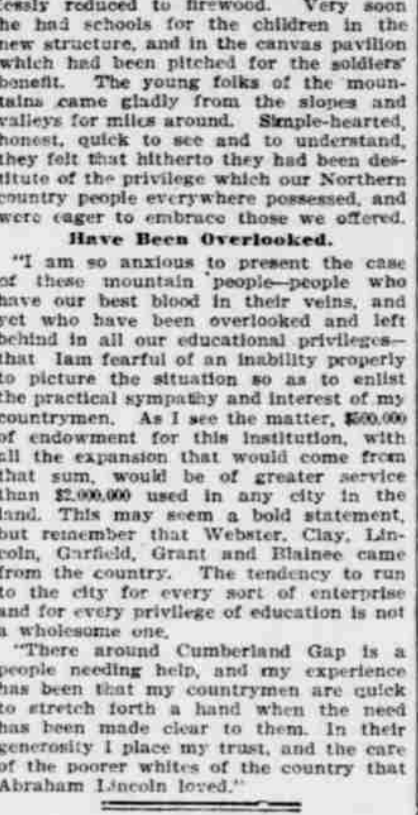 lessly reduced to firewood. Very soon
he had schools for the children in the
new structure, and in the canvas pavilion
which had been pitched for the soldiers'
benefit. The young folks of the moun-
tains came gladly from the slopes and
valleys for miles around. Simple-hearted,
honest, quick to see and to understand,
they felt that hitherto they had been des-
titute of the privilege which our Northern
country people everywhere possessed, and
were eager to embrace those we offered.
Have Been Overlooked.
"I am so anxious to present the case
of these mountain people—people who
have our best blood in their veins, and
yet who have been overlooked and left
behind in all our educational privileges—
that Iam fearful of an inability properly
to picture the situation so as to enlist
the practical sympathy and interest of my
countrymen. As I see the matter, $500,000
of endowment for this institution, with
all the expansion that would come from
that sum, would be of greater service
than $2,000,000 used in any city in the
land. This may seem a bold statement,
but remember that Webster, Clay, Lin-
coln, Garfield, Grant and Blainee came
from the country. The tendency to run
to the city for every sort of enterprise
and for every privilege of education is not
a wholesome one.
"There around Cumberland Gap is a
people needing help, and my experience
has been that my countrymen are quick
to stretch forth a hand when the need
has been made clear to them. In their
generosity I place my trust, and the care
of the poorer whites of the country that
Abraham Lincoln loved."